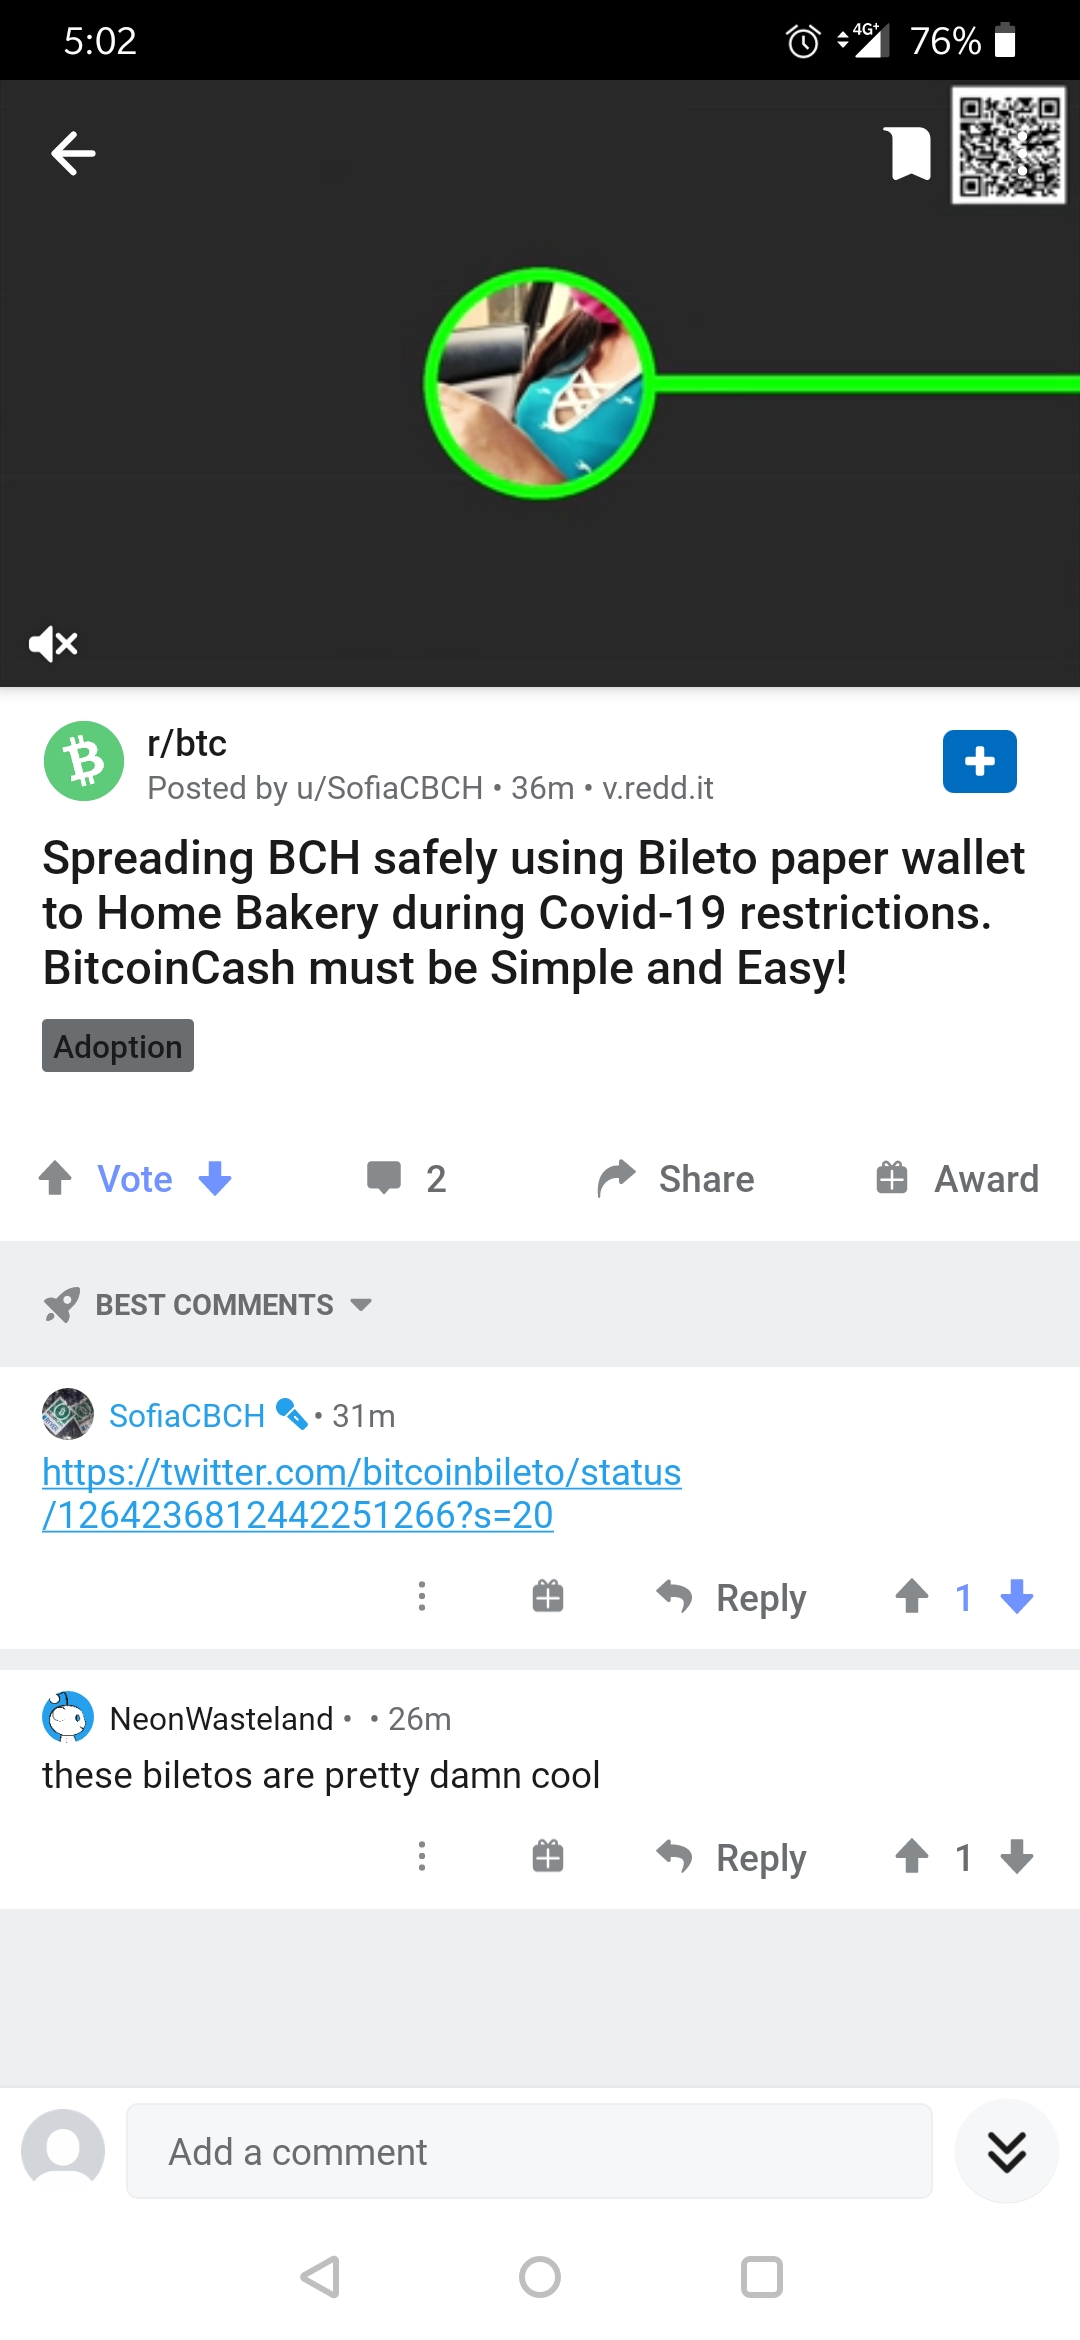 5:02
4G+ 76%
r/btc
Posted by u/SofiaCBCH • 36m • v.redd.it
Spreading BCH safely using Bileto paper wallet
to Home Bakery during Covid-19 restrictions.
BitcoinCash must be Simple and Easy!
Adoption
Vote 2 Share Award
BEST COMMENTS
SofiaCBCH • 31m
https://twitter.com/bitcoinbileto/status
/1264236812442251266?s=20
Reply 1
NeonWasteland • • 26m
these biletos are pretty damn cool
Reply 1
Add a comment